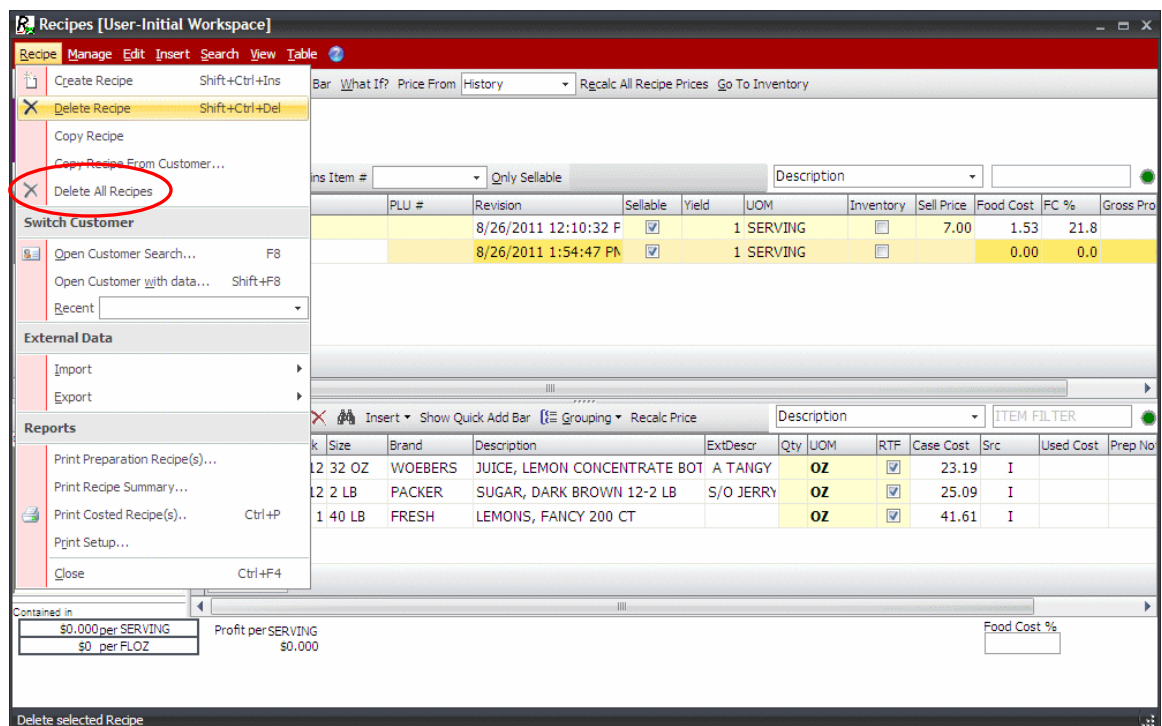 Recipes [User-Initial Workspace]
Recipe Manage Edit Insert Search View Table
Create Recipe Shift+Ctrl+Ins
Bar What If? Price From History Recalc All Recipe Prices Go To Inventory
Delete Recipe Shift+Ctrl+Del
Copy Recipe
Copy Recipe From Customer...
ins Item # Only Sellable Description
Delete All Recipes
PLU # Revision Sellable Yield UOM Inventory Sell Price Food Cost FC % Gross Pro
Switch Customer
8/26/2011 12:10:32 P 1 SERVING 7.00 1.53 21.8
Open Customer Search... F8
8/26/2011 1:54:47 PM 1 SERVING 0.00 0.0
Open Customer with data... Shift+F8
Recent
External Data
Import
Export
Insert Show Quick Add Bar Grouping Recalc Price Description ITEM FILTER
Reports
k Size Brand Description ExtDescr Qty UOM RTF Case Cost Src Used Cost Prep No
Print Preparation Recipe(s)...
12 32 OZ WOEBERS JUICE, LEMON CONCENTRATE BOT A TANGY OZ 23.19 I
Print Recipe Summary...
12 2 LB PACKER SUGAR, DARK BROWN 12-2 LB S/O JERRY OZ 25.09 I
Print Costed Recipe(s).. Ctrl+P
1 40 LB FRESH LEMONS, FANCY 200 CT OZ 41.61 I
Print Setup...
Close Ctrl+F4
Contained in
$0.000 per SERVING Profit per SERVING Food Cost %
$0 per FLOZ $0.000
Delete selected Recipe